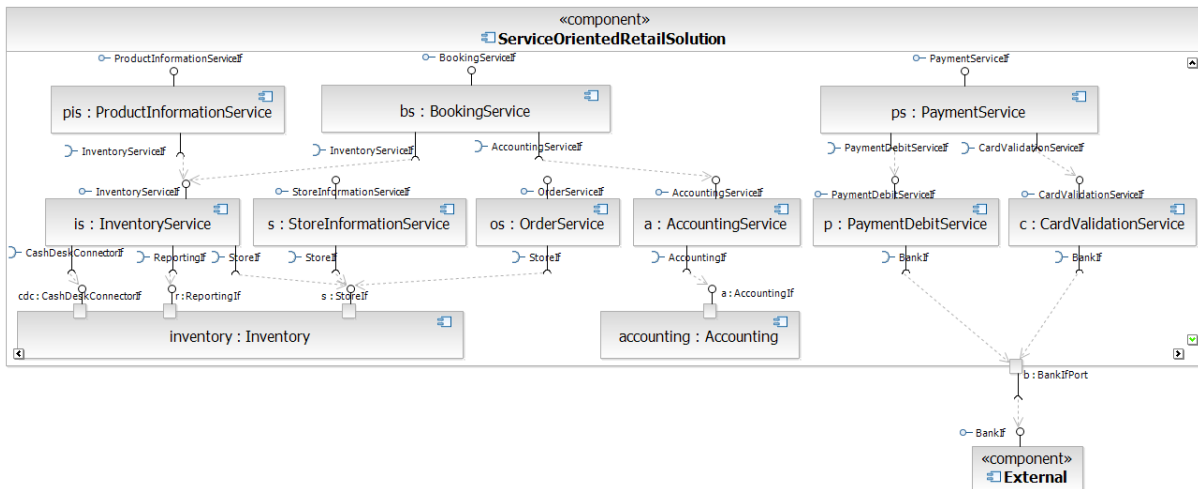 «component»
ServiceOrientedRetailSolution
ProductInformationServiceIf
BookingServiceIf
PaymentServiceIf
pis : ProductInformationService
bs : BookingService
ps : PaymentService
InventoryServiceIf
InventoryServiceIf
AccountingServiceIf
PaymentDebitServiceIf
CardValidationServiceIf
InventoryServiceIf
StoreInformationServiceIf
OrderServiceIf
AccountingServiceIf
PaymentDebitServiceIf
CardValidationServiceIf
is : InventoryService
s : StoreInformationService
os : OrderService
a : AccountingService
p : PaymentDebitService
c : CardValidationService
CashDeskConnectorIf
ReportingIf
StoreIf
StoreIf
StoreIf
AccountingIf
BankIf
BankIf
cdc : CashDeskConnectorIf
r : ReportingIf
s : StoreIf
a : AccountingIf
inventory : Inventory
accounting : Accounting
b : BankIfPort
BankIf
«component»
External